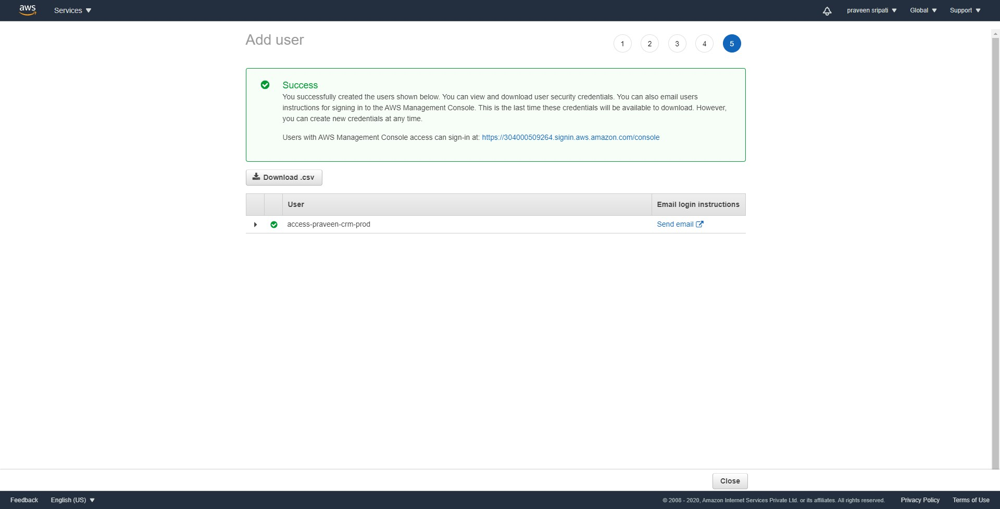 aws
Services
praveen sripati
Global
Support
Add user
1
2
3
4
5
Success
You successfully created the users shown below. You can view and download user security credentials. You can also email users
instructions for signing in to the AWS Management Console. This is the last time these credentials will be available to download. However,
you can create new credentials at any time.
Users with AWS Management Console access can sign-in at: https://304000509264.signin.aws.amazon.com/console
Download .csv
User
Email login instructions
access-praveen-crm-prod
Send email
Close
Feedback
English (US)
© 2008 - 2020, Amazon Internet Services Private Ltd. or its affiliates. All rights reserved.
Privacy Policy
Terms of Use